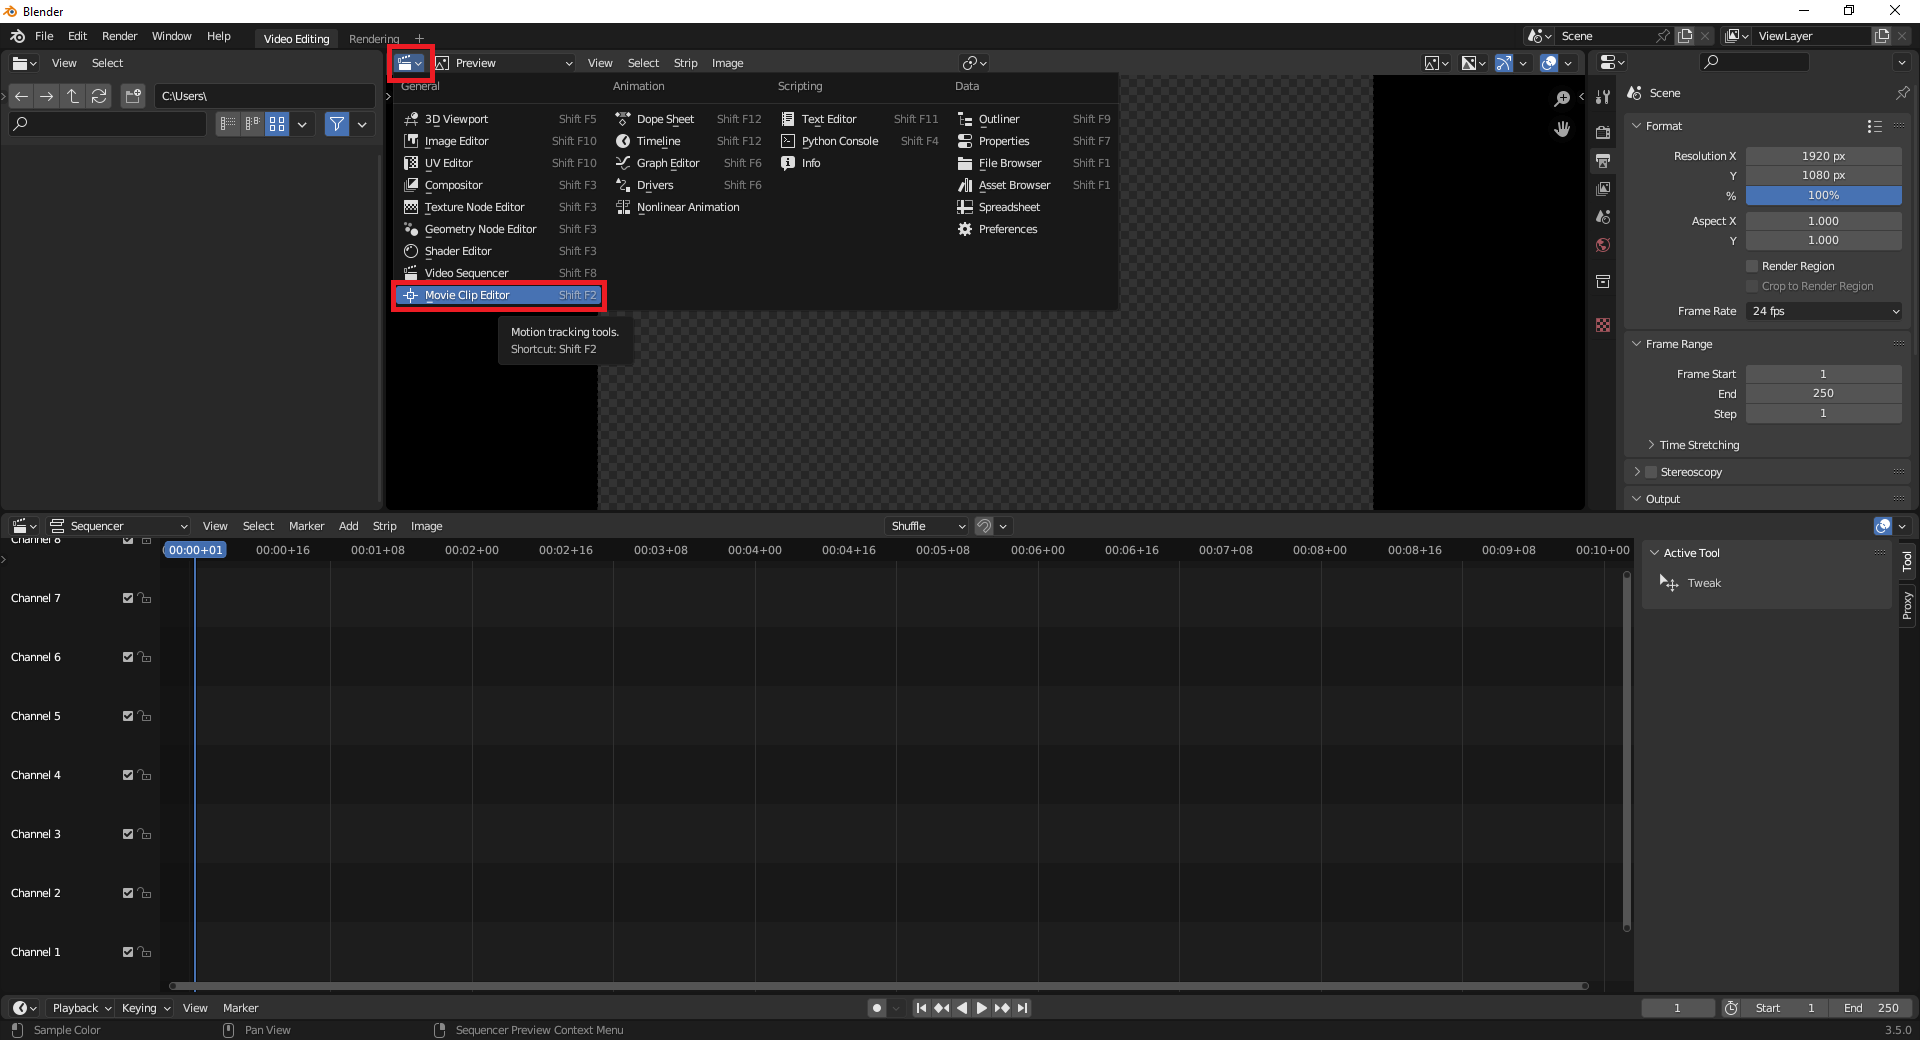 Blender
File Edit Render Window Help Video Editing Rendering + Scene ViewLayer
View Select Preview View Select Strip Image
C:\Users\
General Animation Scripting Data
3D Viewport Shift F5 Dope Sheet Shift F12 Text Editor Shift F11 Outliner Shift F9
Image Editor Shift F10 Timeline Shift F12 Python Console Shift F4 Properties Shift F7
UV Editor Shift F10 Graph Editor Shift F6 Info File Browser Shift F1
Compositor Shift F3 Drivers Shift F6 Asset Browser Shift F1
Texture Node Editor Shift F3 Nonlinear Animation Spreadsheet
Geometry Node Editor Shift F3 Preferences
Shader Editor Shift F3
Video Sequencer Shift F8
Movie Clip Editor Shift F2
Motion tracking tools.
Shortcut: Shift F2
Scene
Format
Resolution X 1920 px
Y 1080 px
% 100%
Aspect X 1.000
Y 1.000
Render Region
Crop to Render Region
Frame Rate 24 fps
Frame Range
Frame Start 1
End 250
Step 1
Time Stretching
Stereoscopy
Output
Sequencer View Select Marker Add Strip Image Shuffle
Channel 8 00:00+01 00:00+16 00:01+08 00:02+00 00:02+16 00:03+08 00:04+00 00:04+16 00:05+08 00:06+00 00:06+16 00:07+08 00:08+00 00:08+16 00:09+08 00:10+00
Channel 7
Channel 6
Channel 5
Channel 4
Channel 3
Channel 2
Channel 1
Active Tool
Tweak
Tool
Proxy
Playback Keying View Marker 1 Start 1 End 250
Sample Color Pan View Sequencer Preview Context Menu 3.5.0